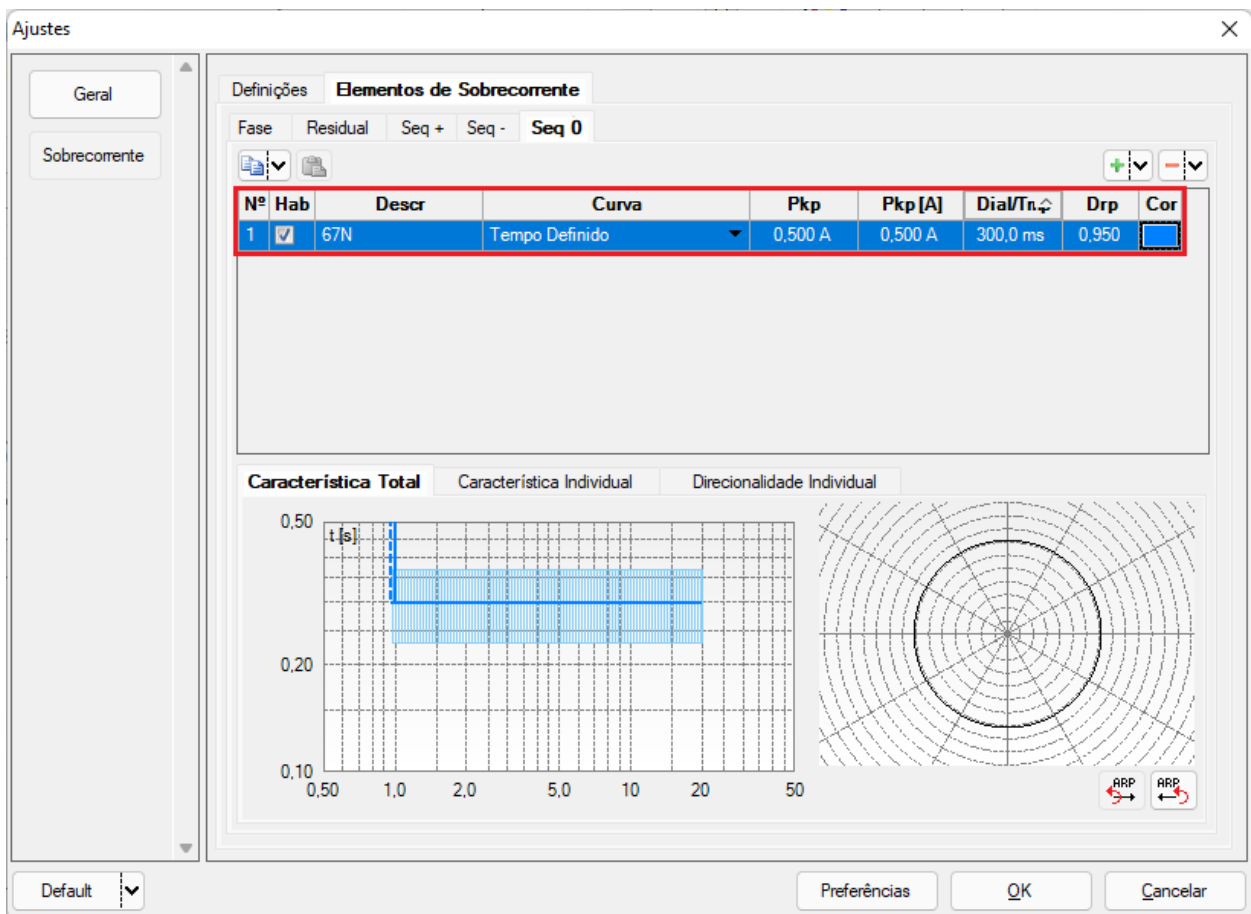 Ajustes
Geral
Sobrecorrente
Definições Elementos de Sobrecorrente
Fase Residual Seq + Seq - Seq 0
Nº Hab Descr Curva Pkp Pkp [A] Dial/Tn Drp Cor
1 67N Tempo Definido 0,500 A 0,500 A 300,0 ms 0,950
Característica Total Característica Individual Direcionalidade Individual
0,50
t [s]
0,20
0,10
0,50 1,0 2,0 5,0 10 20 50
ARP ARP
Default Preferências OK Cancelar